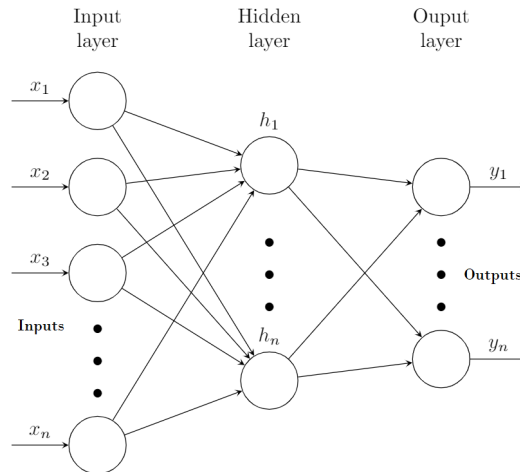 Input
layer
Hidden
layer
Ouput
layer
x₁
h₁
x₂
y₁
x₃
Inputs
Outputs
hₙ
yₙ
xₙ